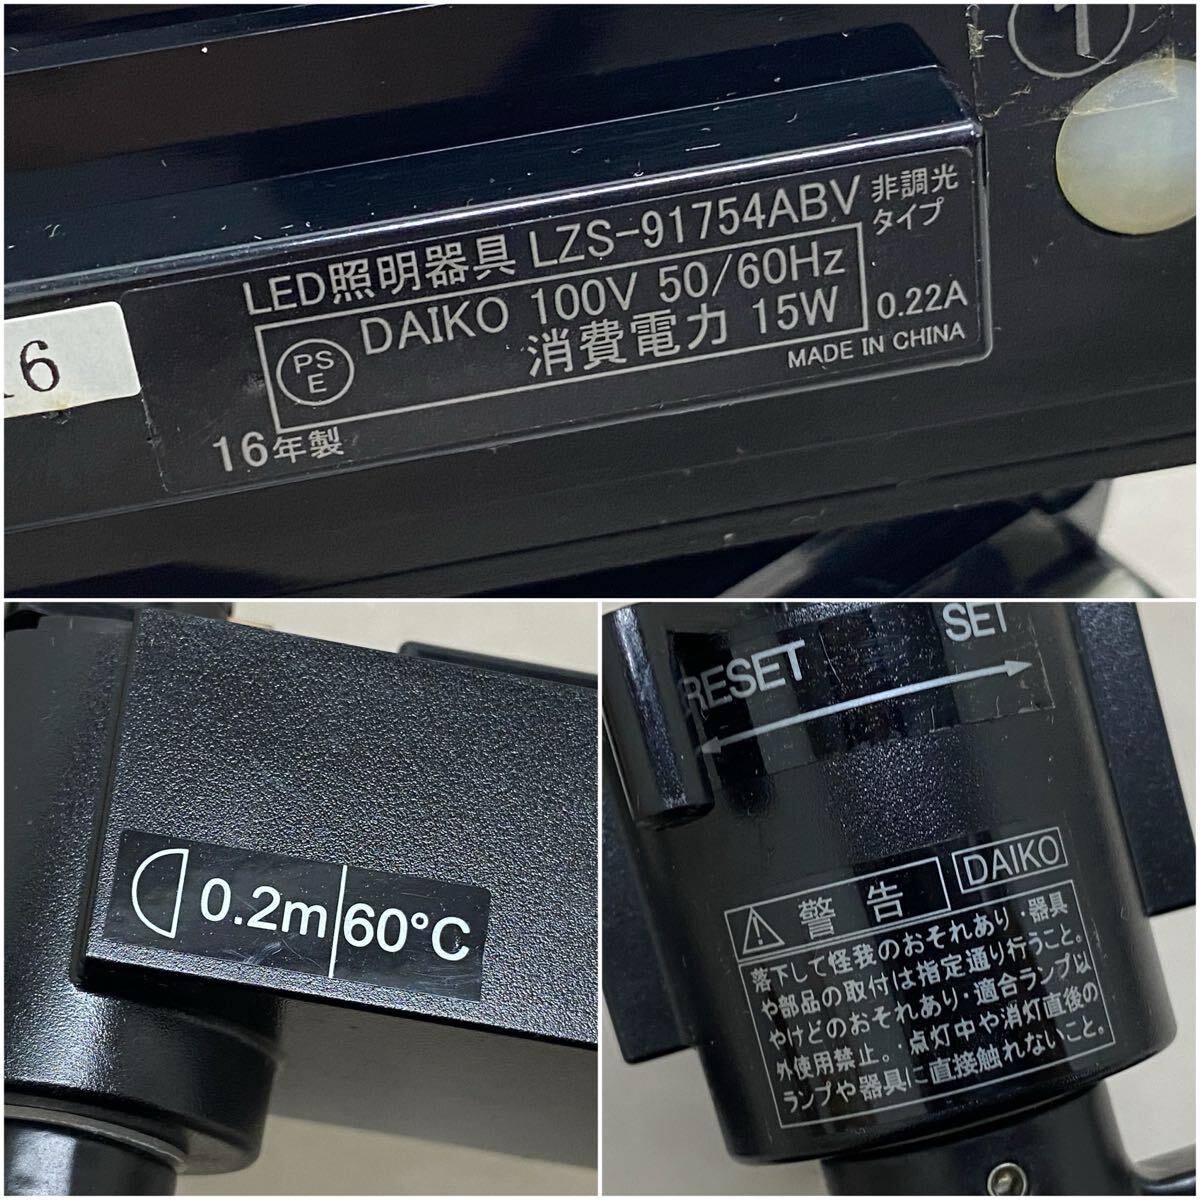 ①
LED照明器具 LZS-91754ABV 非調光
タイプ
PS
E
DAIKO 100V 50/60Hz
消費電力 15W
0.22A
16年製
MADE IN CHINA
16
0.2m 60°C
SET
RESET
警告
DAIKO
落下して怪我のおそれあり・器具
や部品の取付は指定通り行うこと。
やけどのおそれあり・適合ランプ以
外使用禁止。・点灯中や消灯直後の
ランプや器具に直接触れないこと。